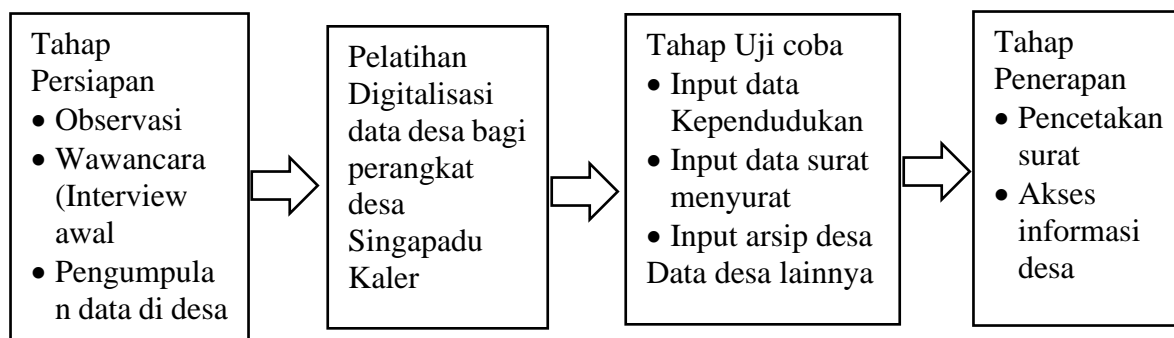 Tahap
Persiapan
• Observasi
• Wawancara
(Interview
awal
• Pengumpula
n data di desa
Pelatihan
Digitalisasi
data desa bagi
perangkat
desa
Singapadu
Kaler
Tahap Uji coba
• Input data
Kependudukan
• Input data surat
menyurat
• Input arsip desa
Data desa lainnya
Tahap
Penerapan
• Pencetakan
surat
• Akses
informasi
desa